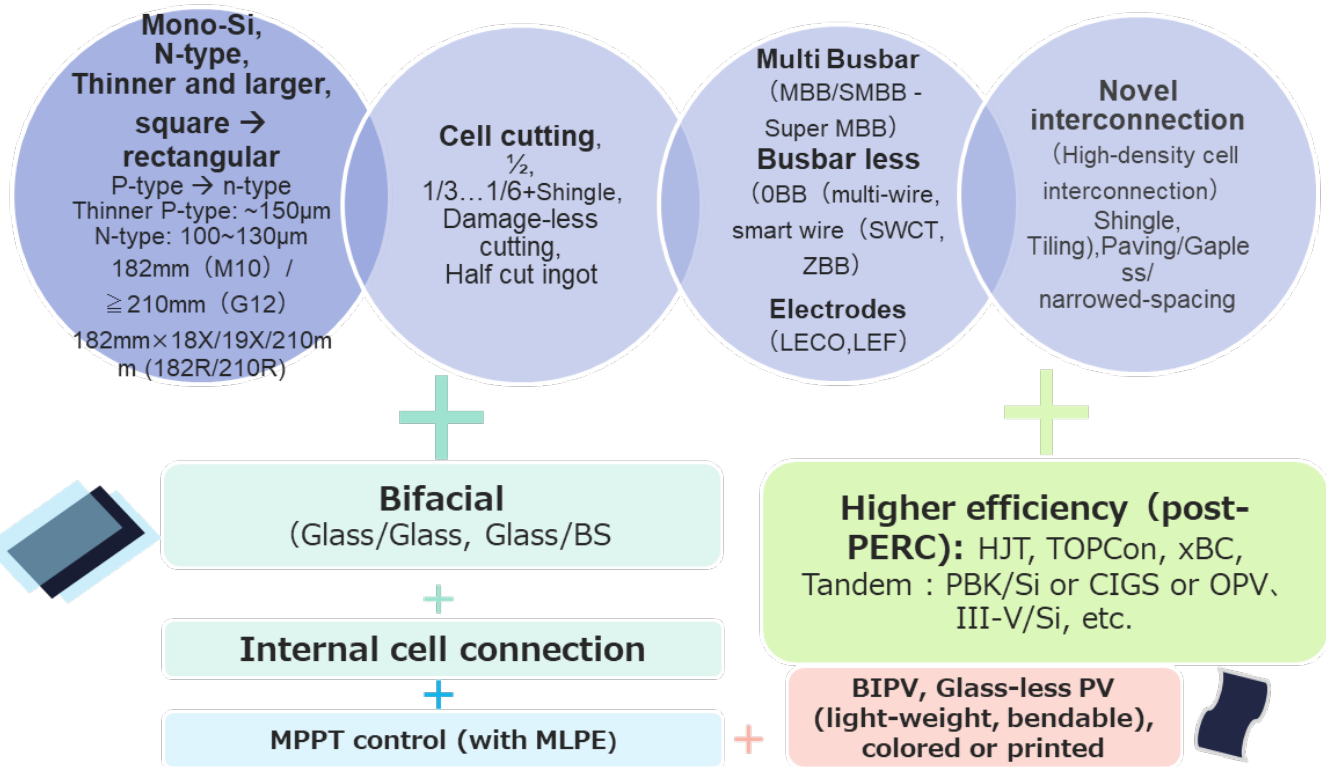 Mono-Si,
N-type,
Thinner and larger,
square →
rectangular
P-type → n-type
Thinner P-type: ~150μm
N-type: 100~130μm
182mm（M10）/
≧210mm（G12）
182mm×18X/19X/210m
m (182R/210R)
Cell cutting,
½,
1/3…1/6+Shingle,
Damage-less
cutting,
Half cut ingot
Multi Busbar
（MBB/SMBB -
Super MBB）
Busbar less
（0BB（multi-wire,
smart wire（SWCT,
ZBB）
Electrodes
（LECO,LEF）
Novel
interconnection
（High-density cell
interconnection）
Shingle,
Tiling),Paving/Gaple
ss/
narrowed-spacing
Bifacial
(Glass/Glass, Glass/BS
Internal cell connection
MPPT control (with MLPE)
Higher efficiency（post-
PERC): HJT, TOPCon, xBC,
Tandem：PBK/Si or CIGS or OPV、
III-V/Si, etc.
BIPV, Glass-less PV
(light-weight, bendable),
colored or printed